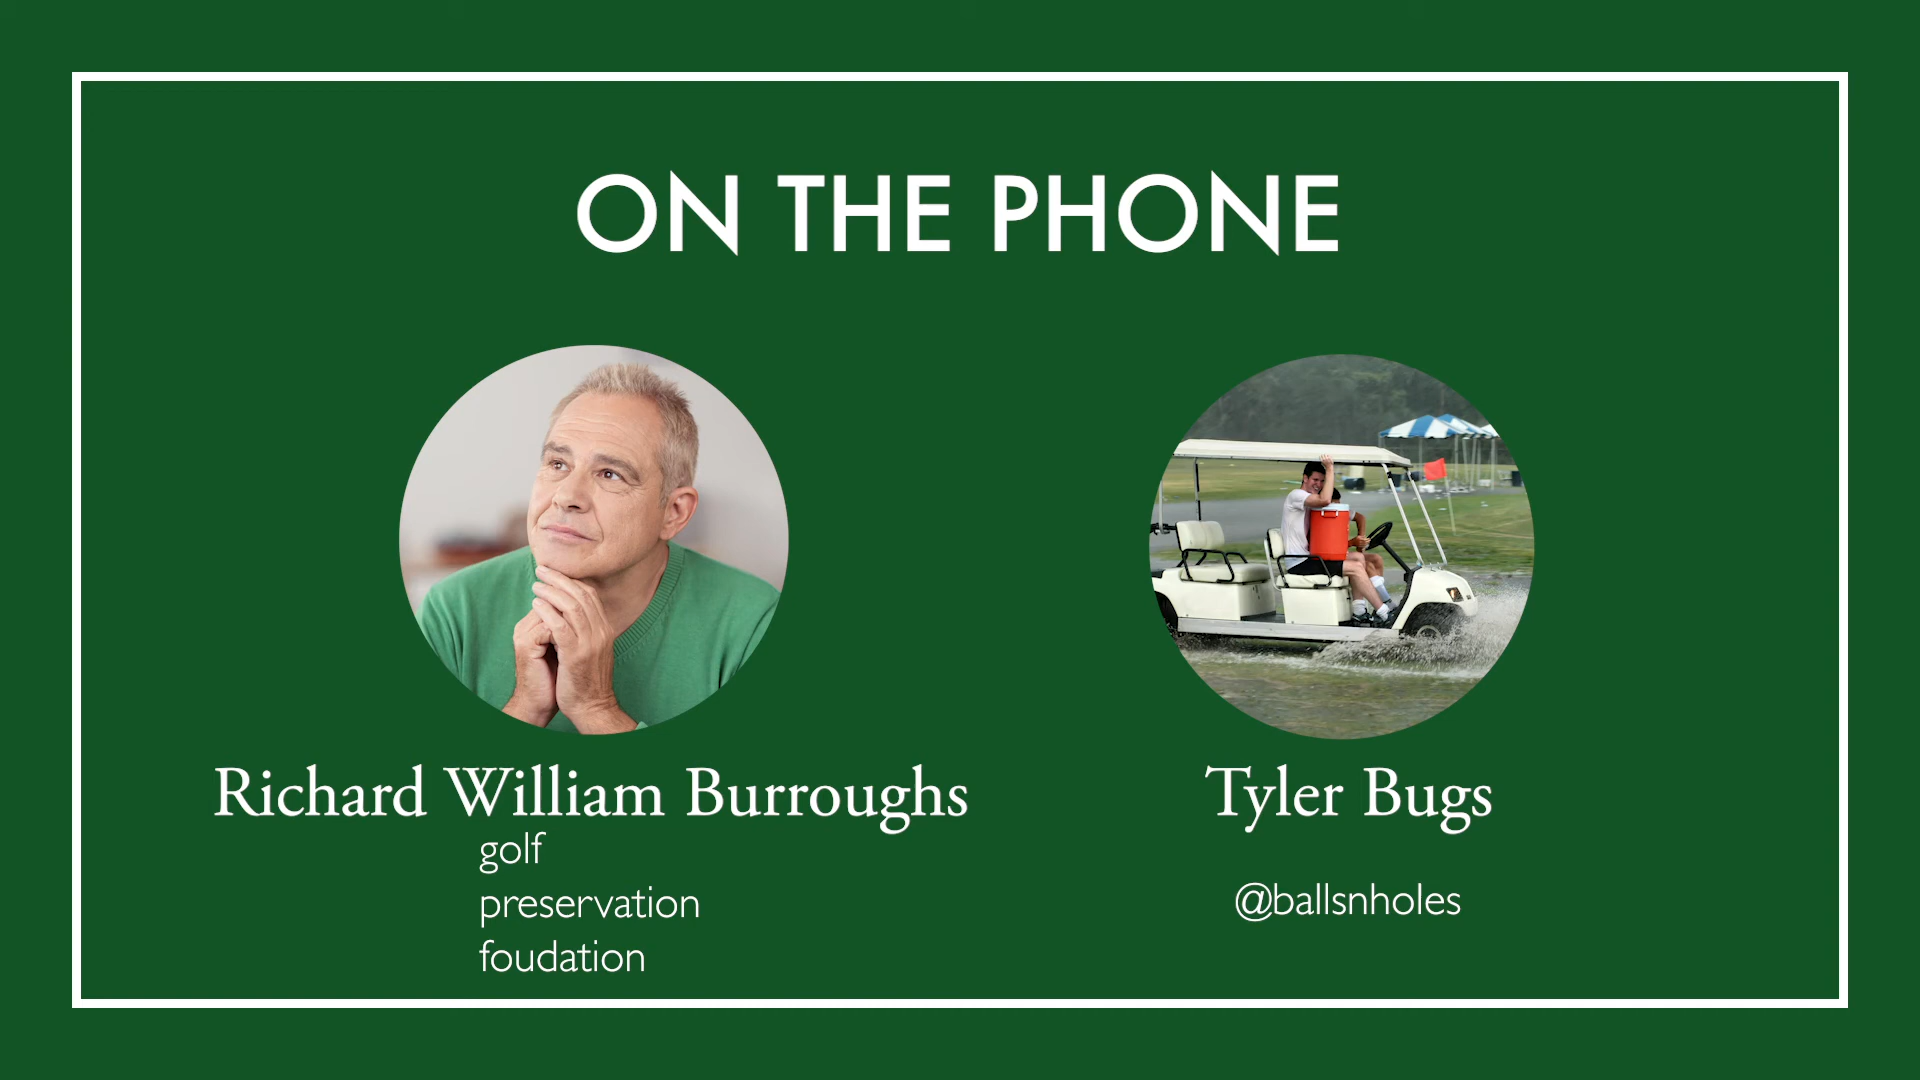 ON THE PHONE
Richard William Burroughs
golf
preservation
foudation
Tyler Bugs
@ballsnholes